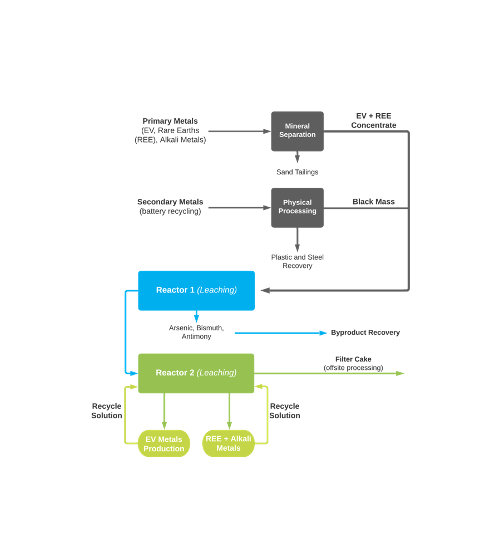 Primary Metals
(EV, Rare Earths
(REE), Alkali Metals)
Mineral
Separation
EV + REE
Concentrate
Sand Tailings
Secondary Metals
(battery recycling)
Physical
Processing
Black Mass
Plastic and Steel
Recovery
Reactor 1 (Leaching)
Arsenic, Bismuth,
Antimony
Byproduct Recovery
Reactor 2 (Leaching)
Filter Cake
(offsite processing)
Recycle
Solution
Recycle
Solution
EV Metals
Production
REE + Alkali
Metals